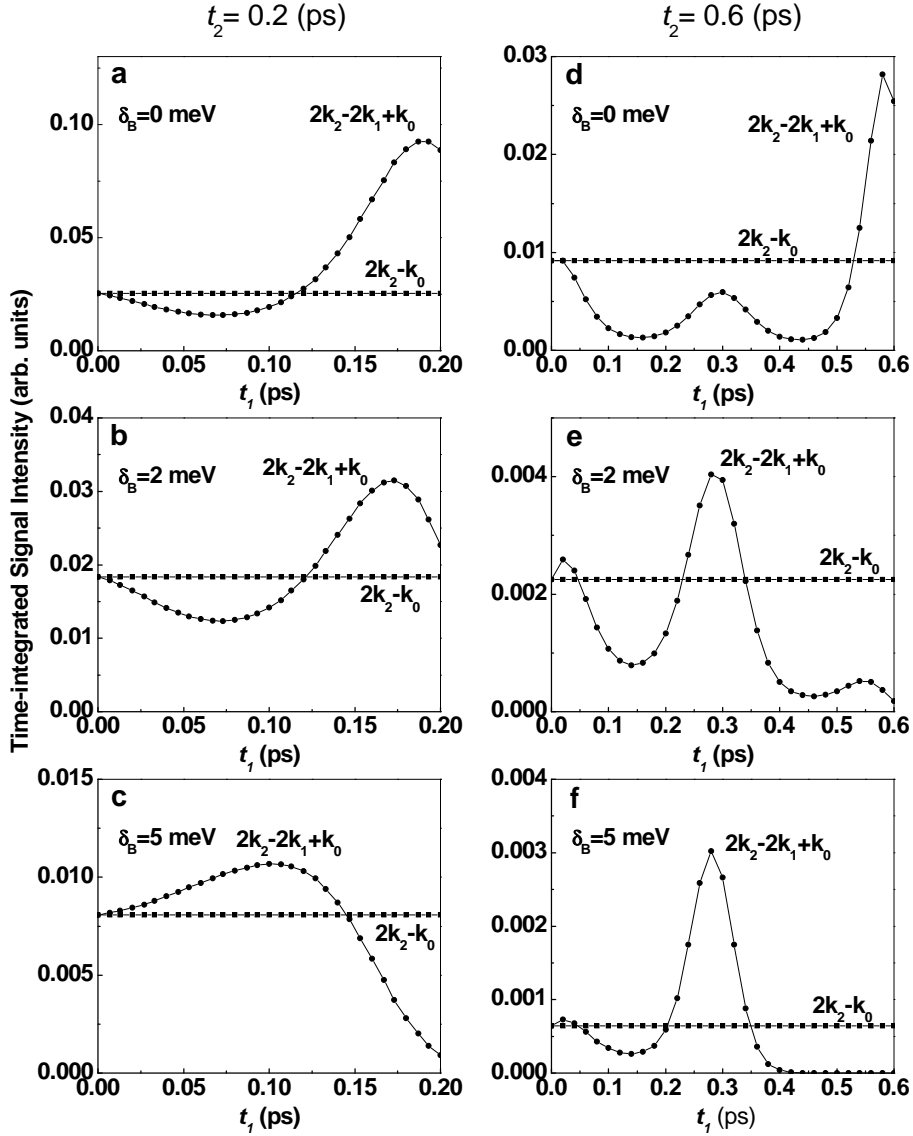 t₂= 0.2 (ps)
t₂= 0.6 (ps)
Time-integrated Signal Intensity (arb. units)
a
δ_B=0 meV
2k₂-2k₁+k₀
2k₂-k₀
0.10
0.05
0.00
0.00 0.05 0.10 0.15 0.20
t₁ (ps)
d
δ_B=0 meV
2k₂-2k₁+k₀
2k₂-k₀
0.03
0.02
0.01
0.00
0.0 0.1 0.2 0.3 0.4 0.5 0.6
t₁ (ps)
b
δ_B=2 meV
2k₂-2k₁+k₀
2k₂-k₀
0.04
0.03
0.02
0.01
0.00
0.00 0.05 0.10 0.15 0.20
t₁ (ps)
e
δ_B=2 meV
2k₂-2k₁+k₀
2k₂-k₀
0.004
0.002
0.000
0.0 0.1 0.2 0.3 0.4 0.5 0.6
t₁ (ps)
c
δ_B=5 meV
2k₂-2k₁+k₀
2k₂-k₀
0.015
0.010
0.005
0.000
0.00 0.05 0.10 0.15 0.20
t₁ (ps)
f
δ_B=5 meV
2k₂-2k₁+k₀
2k₂-k₀
0.004
0.003
0.002
0.001
0.000
0.0 0.1 0.2 0.3 0.4 0.5 0.6
t₁ (ps)